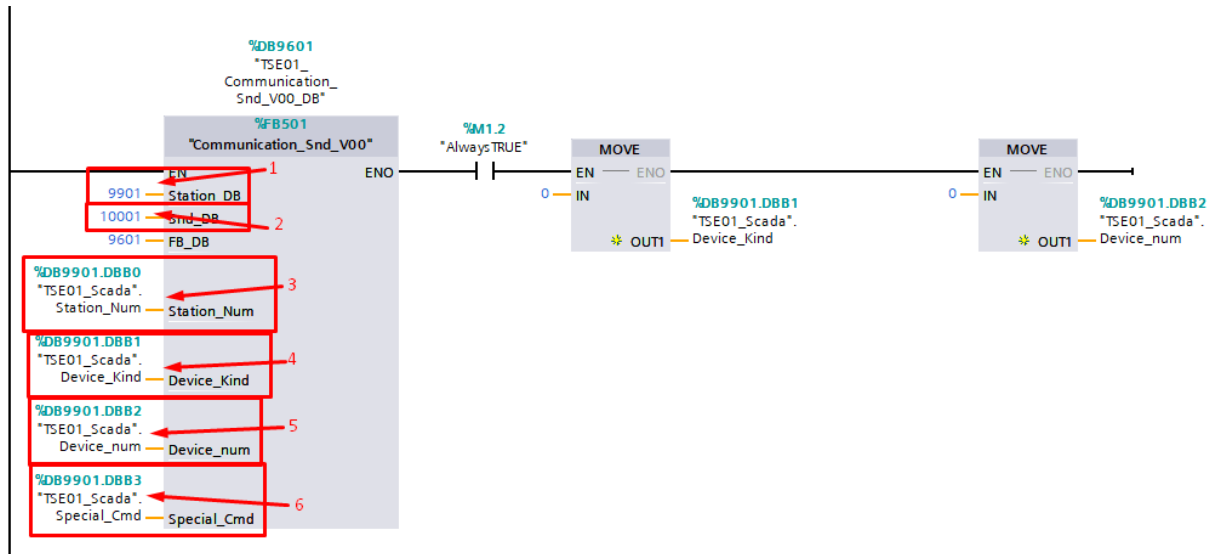 %DB9601
"TSE01_
Communication_
Snd_V00_DB"
%FB501
"Communication_Snd_V00"
%M1.2
"AlwaysTRUE"
MOVE
MOVE
EN
ENO
EN
ENO
EN
ENO
1
9901
Station_DB
0
IN
0
IN
10001
Snd_DB
2
%DB9901.DBB1
"TSE01_Scada".
Device_Kind
OUT1
%DB9901.DBB2
"TSE01_Scada".
Device_num
OUT1
9601
FB_DB
%DB9901.DBB0
"TSE01_Scada".
Station_Num
Station_Num
3
%DB9901.DBB1
"TSE01_Scada".
Device_Kind
Device_Kind
4
%DB9901.DBB2
"TSE01_Scada".
Device_num
Device_num
5
%DB9901.DBB3
"TSE01_Scada".
Special_Cmd
Special_Cmd
6